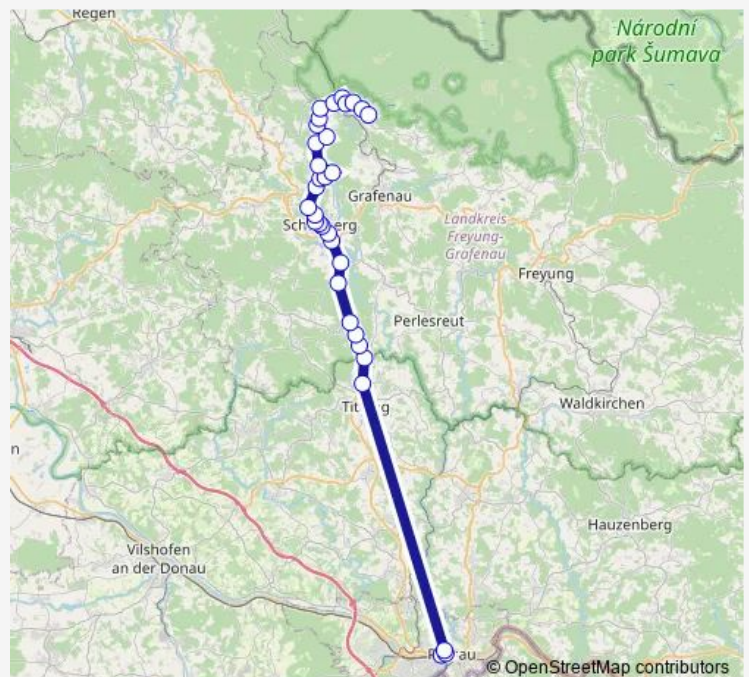 Regen
Národní
park Šumava
Grafenau
Landkreis
Freyung-
Grafenau
Freyung
Perlesreut
Waldkirchen
Hauzenberg
Vilshofen
an der Donau
© OpenStreetMap contributors